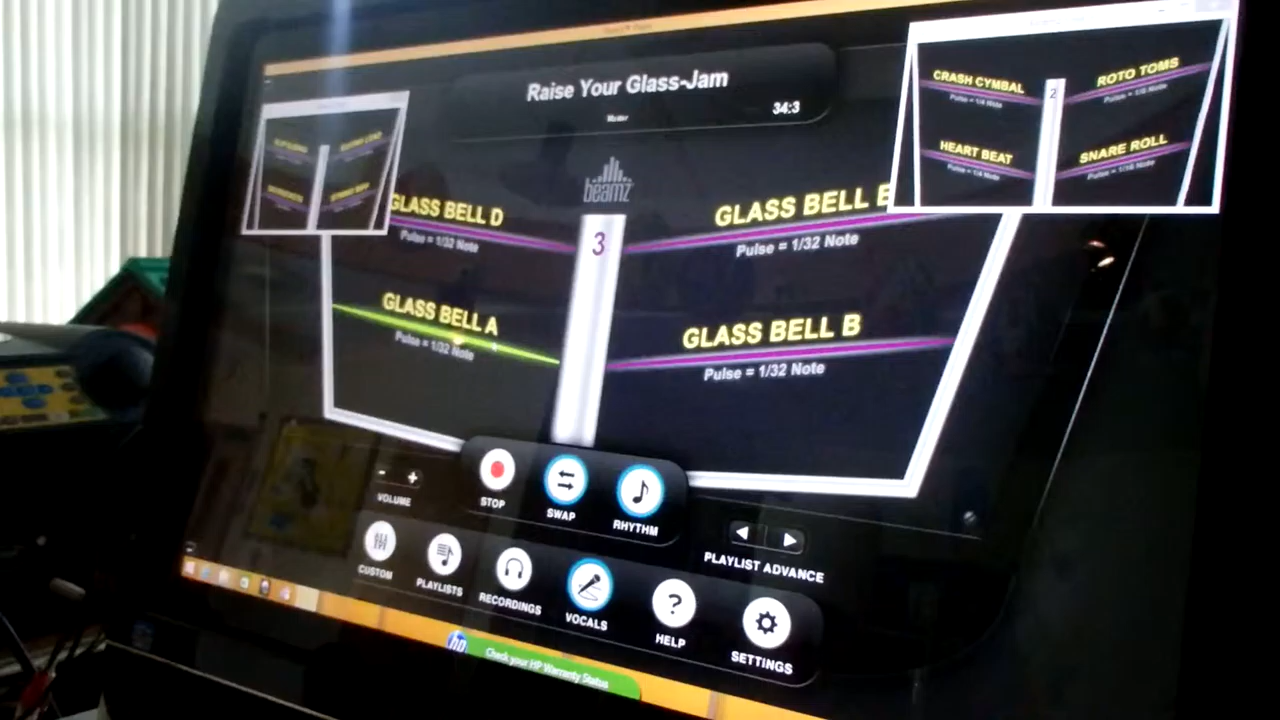 Raise Your Glass-Jam
34:3
beamz
CRASH CYMBAL
Pulse = 1/4 Note
2
ROTO TOMS
HEART BEAT
Pulse = 1/4 Note
SNARE ROLL
Pulse = 1/16 Note
GLASS BELL D
Pulse = 1/32 Note
3
GLASS BELL E
Pulse = 1/32 Note
GLASS BELL A
Pulse = 1/32 Note
GLASS BELL B
Pulse = 1/32 Note
- +
VOLUME
STOP
SWAP
RHYTHM
PLAYLIST ADVANCE
CUSTOM
PLAYLISTS
RECORDINGS
VOCALS
?
HELP
SETTINGS
hp
Check your HP Warranty Status